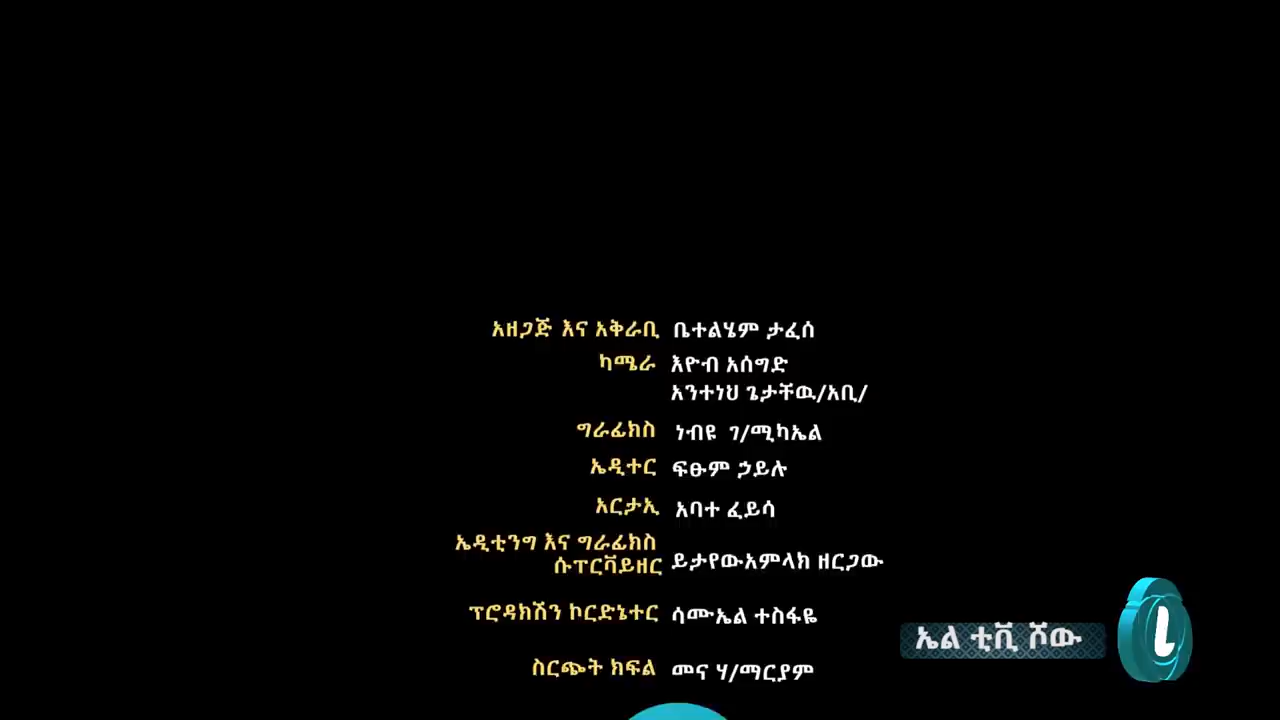 አዘጋጅ እና አቅራቢ ቤተልሄም ታፈሰ
ካሜራ እዮብ አሰግድ
አንተነህ ጌታቸዉ/አቢ/
ግራፊክስ ነብዩ ገ/ሚካኤል
ኤዲተር ፍፁም ኃይሉ
አርታኢ አባተ ፈይሳ
ኤዲቲንግ እና ግራፊክስ
ሱፐርቫይዘር ይታየውአምላክ ዘርጋው
ፕሮዳክሽን ኮርድኔተር ሳሙኤል ተስፋዬ
ስርጭት ክፍል መና ሃ/ማርያም
ኤል ቲቪ ሾው
L